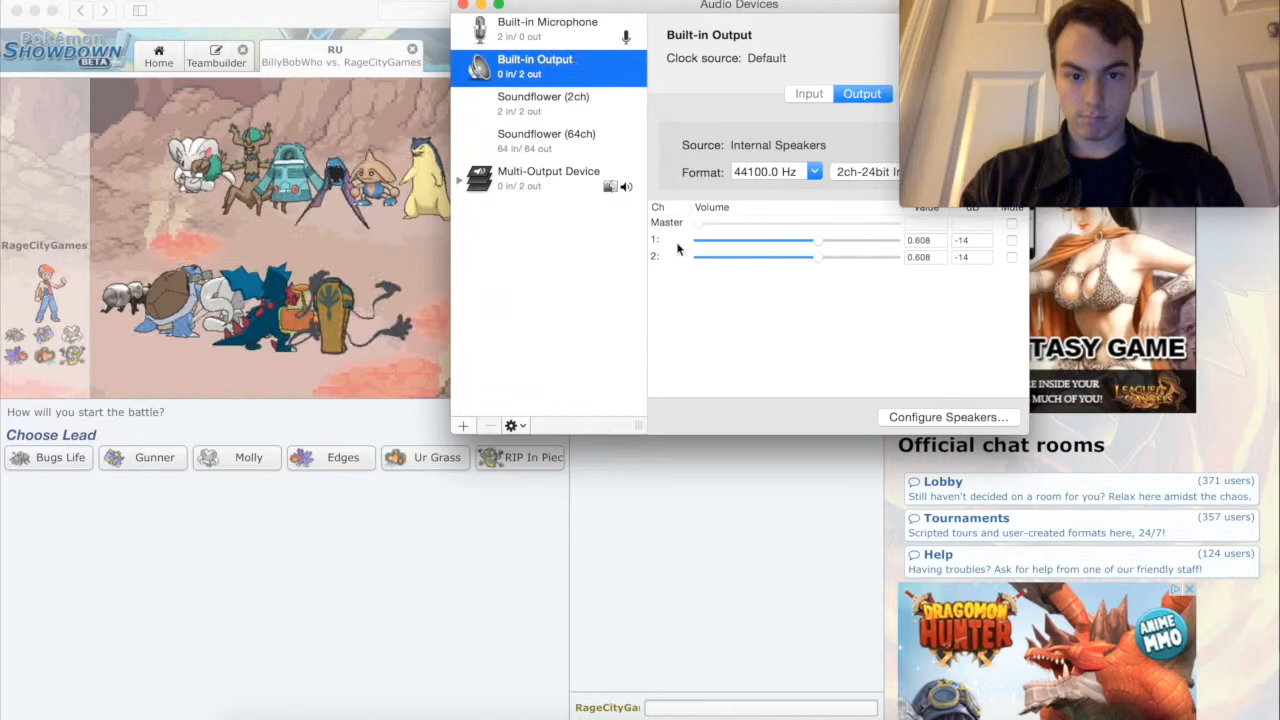 Pokémon
SHOWDOWN!
BETA
Home
Teambuilder
RU
BillyBobWho vs. RageCityGames
RageCityGames
How will you start the battle?
Choose Lead
Bugs Life
Gunner
Molly
Edges
Ur Grass
RIP In Piec
Audio Devices
Built-in Microphone
2 in/ 0 out
Built-in Output
0 in/ 2 out
Soundflower (2ch)
2 in/ 2 out
Soundflower (64ch)
64 in/ 64 out
Multi-Output Device
0 in/ 2 out
Built-in Output
Clock source: Default
Input
Output
Source: Internal Speakers
Format: 44100.0 Hz
2ch-24bit
Ch
Volume
Value
dB
Mute
Master
1:
0.608
-14
2:
0.608
-14
Configure Speakers…
TASY GAME
E INSIDE YOUR
MUCH OF YOU!
Official chat rooms
Lobby
(371 users)
Still haven't decided on a room for you? Relax here amidst the chaos.
Tournaments
(357 users)
Scripted tours and user-created formats here, 24/7!
Help
(124 users)
Having troubles? Ask for help from one of our friendly staff!
DRAGOMON
HUNTER
ANIME
MMO
RageCityGa